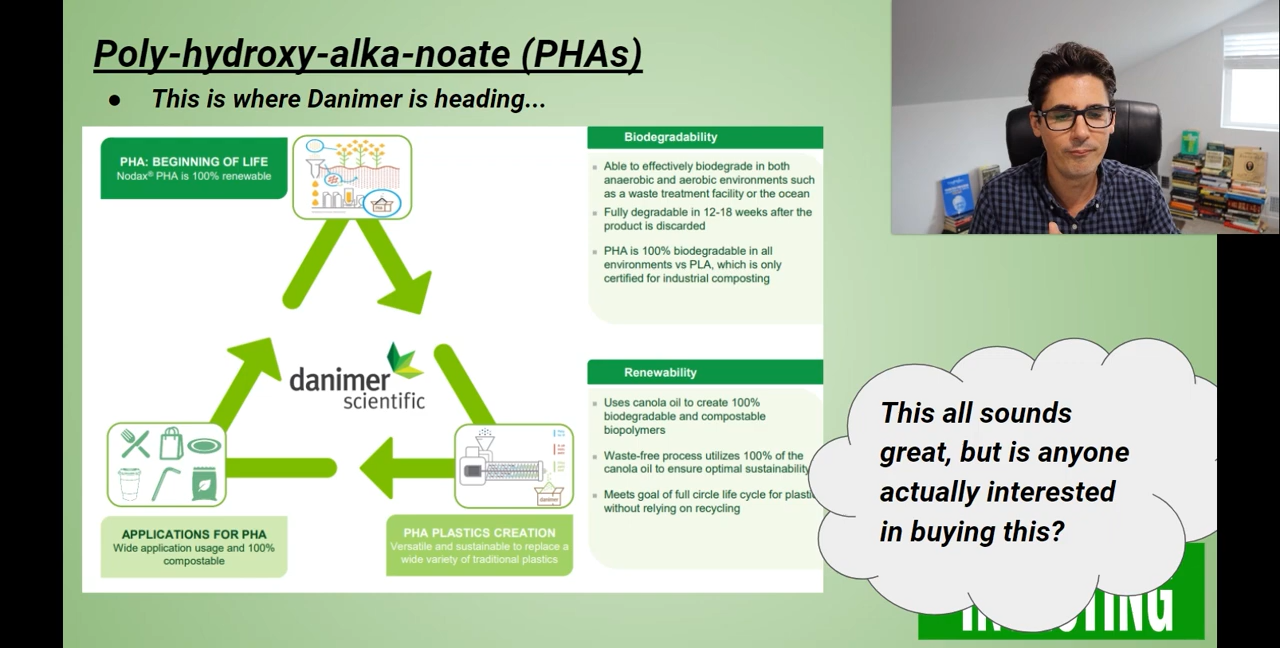 Poly-hydroxy-alka-noate (PHAs)
● This is where Danimer is heading...
PHA: BEGINNING OF LIFE
Nodax® PHA is 100% renewable
danimer
scientific
APPLICATIONS FOR PHA
Wide application usage and 100%
compostable
PHA PLASTICS CREATION
Versatile and sustainable to replace a
wide variety of traditional plastics
danimer
Biodegradability
Able to effectively biodegrade in both
anaerobic and aerobic environments such
as a waste treatment facility or the ocean
Fully degradable in 12-18 weeks after the
product is discarded
PHA is 100% biodegradable in all
environments vs PLA, which is only
certified for industrial composting
Renewability
Uses canola oil to create 100%
biodegradable and compostable
biopolymers
Waste-free process utilizes 100% of the
canola oil to ensure optimal sustainability
Meets goal of full circle life cycle for
without relying on recycling
This all sounds
great, but is anyone
actually interested
in buying this?